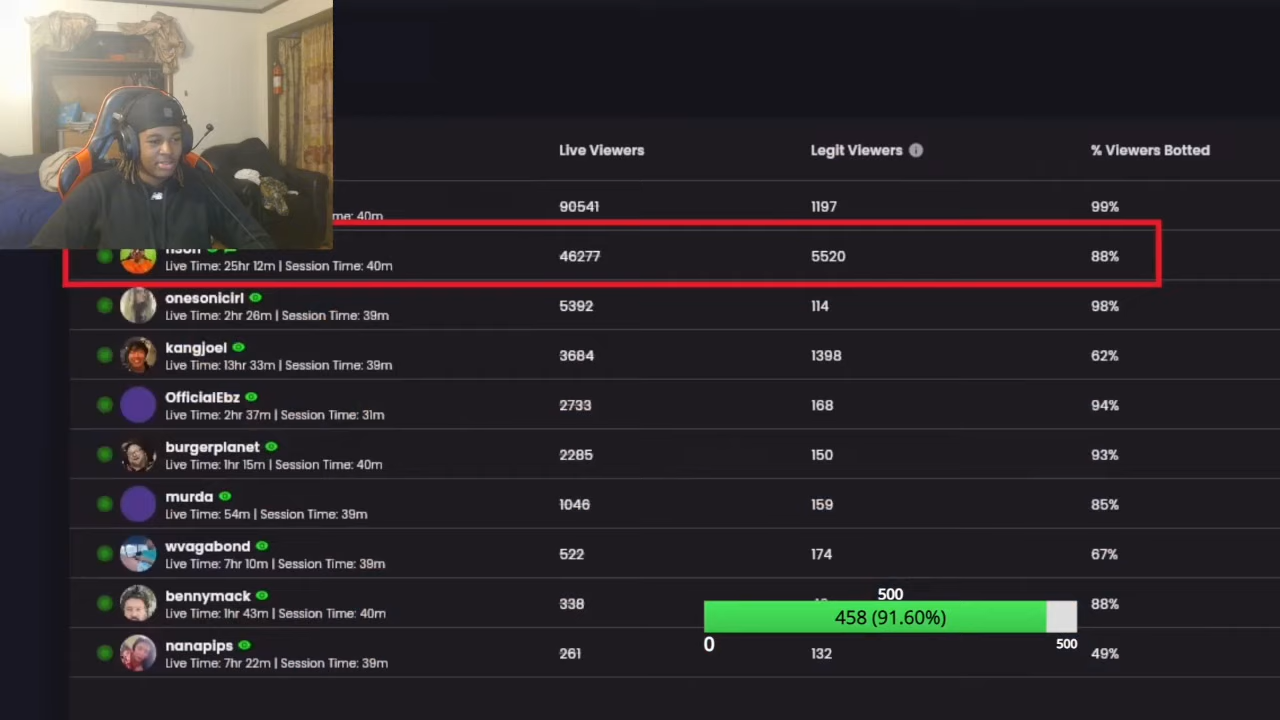 Live Viewers Legit Viewers % Viewers Botted
me: 40m 90541 1197 99%
Live Time: 25hr 12m | Session Time: 40m 46277 5520 88%
onesonicirl 5392 114 98%
Live Time: 2hr 26m | Session Time: 39m
kangjoel 3684 1398 62%
Live Time: 13hr 33m | Session Time: 39m
OfficialEbz 2733 168 94%
Live Time: 2hr 37m | Session Time: 31m
burgerplanet 2285 150 93%
Live Time: 1hr 15m | Session Time: 40m
murda 1046 159 85%
Live Time: 54m | Session Time: 39m
wvagabond 522 174 67%
Live Time: 7hr 10m | Session Time: 39m
bennymack 338 88%
Live Time: 1hr 43m | Session Time: 40m
500
458 (91.60%)
0 500
nanapips 261 132 49%
Live Time: 7hr 22m | Session Time: 39m